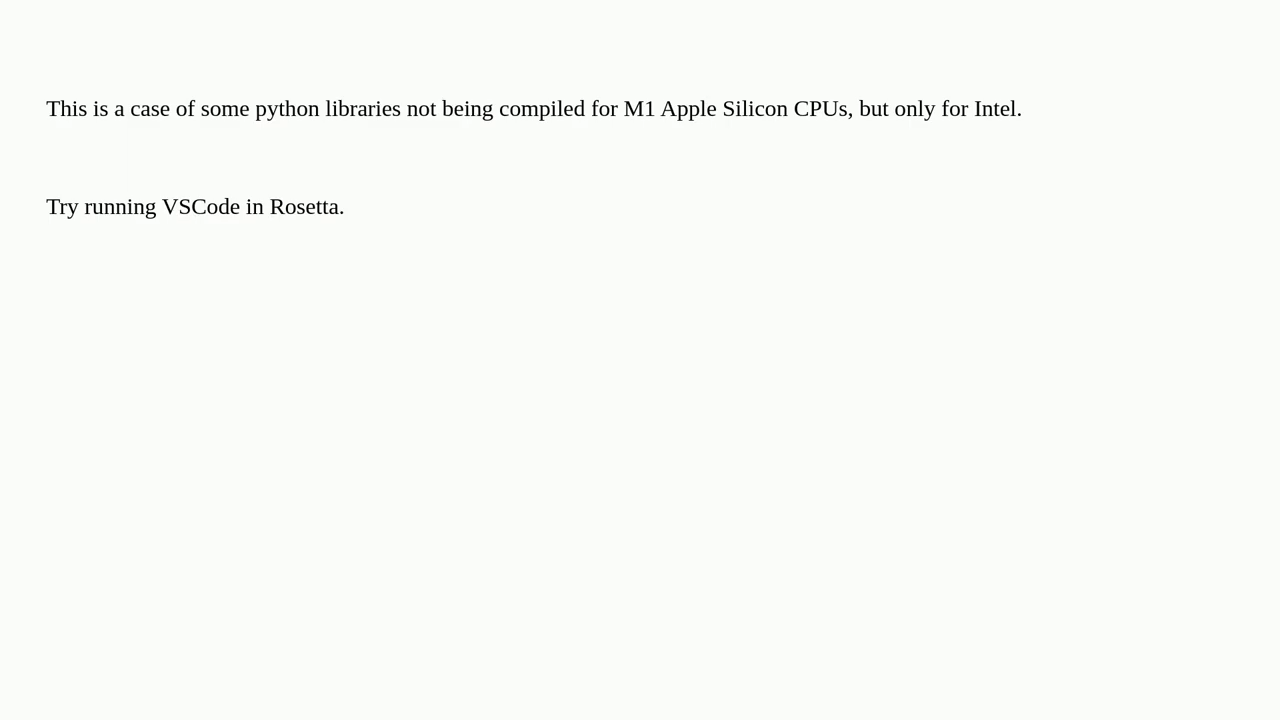 This is a case of some python libraries not being compiled for M1 Apple Silicon CPUs, but only for Intel.
Try running VSCode in Rosetta.